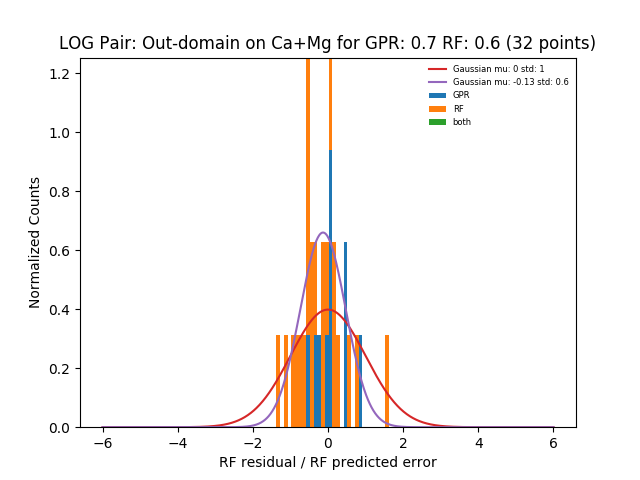 LOG Pair: Out-domain on Ca+Mg for GPR: 0.7 RF: 0.6 (32 points)
Gaussian mu: 0 std: 1
Gaussian mu: -0.13 std: 0.6
GPR
RF
both
1.2
1.0
0.8
0.6
0.4
0.2
0.0
Normalized Counts
−6 −4 −2 0 2 4 6
RF residual / RF predicted error